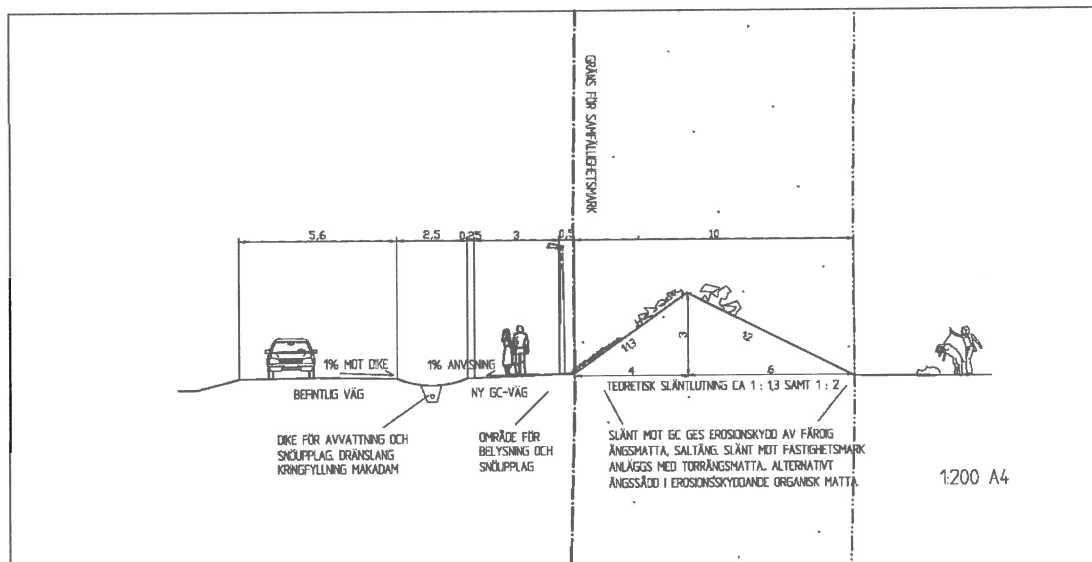 GRÄNS FÖR SAMFÄLLIGHETSMARK
5,6
2,5
0,25
3
0,5
10
1:1,3
3
1:2
1% MOT DIKE
1% ANVISNING
4
6
BEFINTLIG VÄG
NY GC-VÄG
TEORETISK SLÄNTLUTNING CA 1 : 1,3 SAMT 1 : 2
DIKE FÖR AVVATTNING OCH
SNÖUPPLAG. DRÄNSLANG
KRINGFYLLNING MAKADAM
OMRÅDE FÖR
BELYSNING OCH
SNÖUPPLAG
SLÄNT MOT GC GES EROSIONSKYDD AV FÄRDIG
ÄNGSMATTA, SALTÄNG. SLÄNT MOT FASTIGHETSMARK
ANLÄGGS MED TORRÄNGSMATTA. ALTERNATIVT
ÄNGSSÅDD I EROSIONSSKYDDANDE ORGANISK MATTA.
1:200 A4